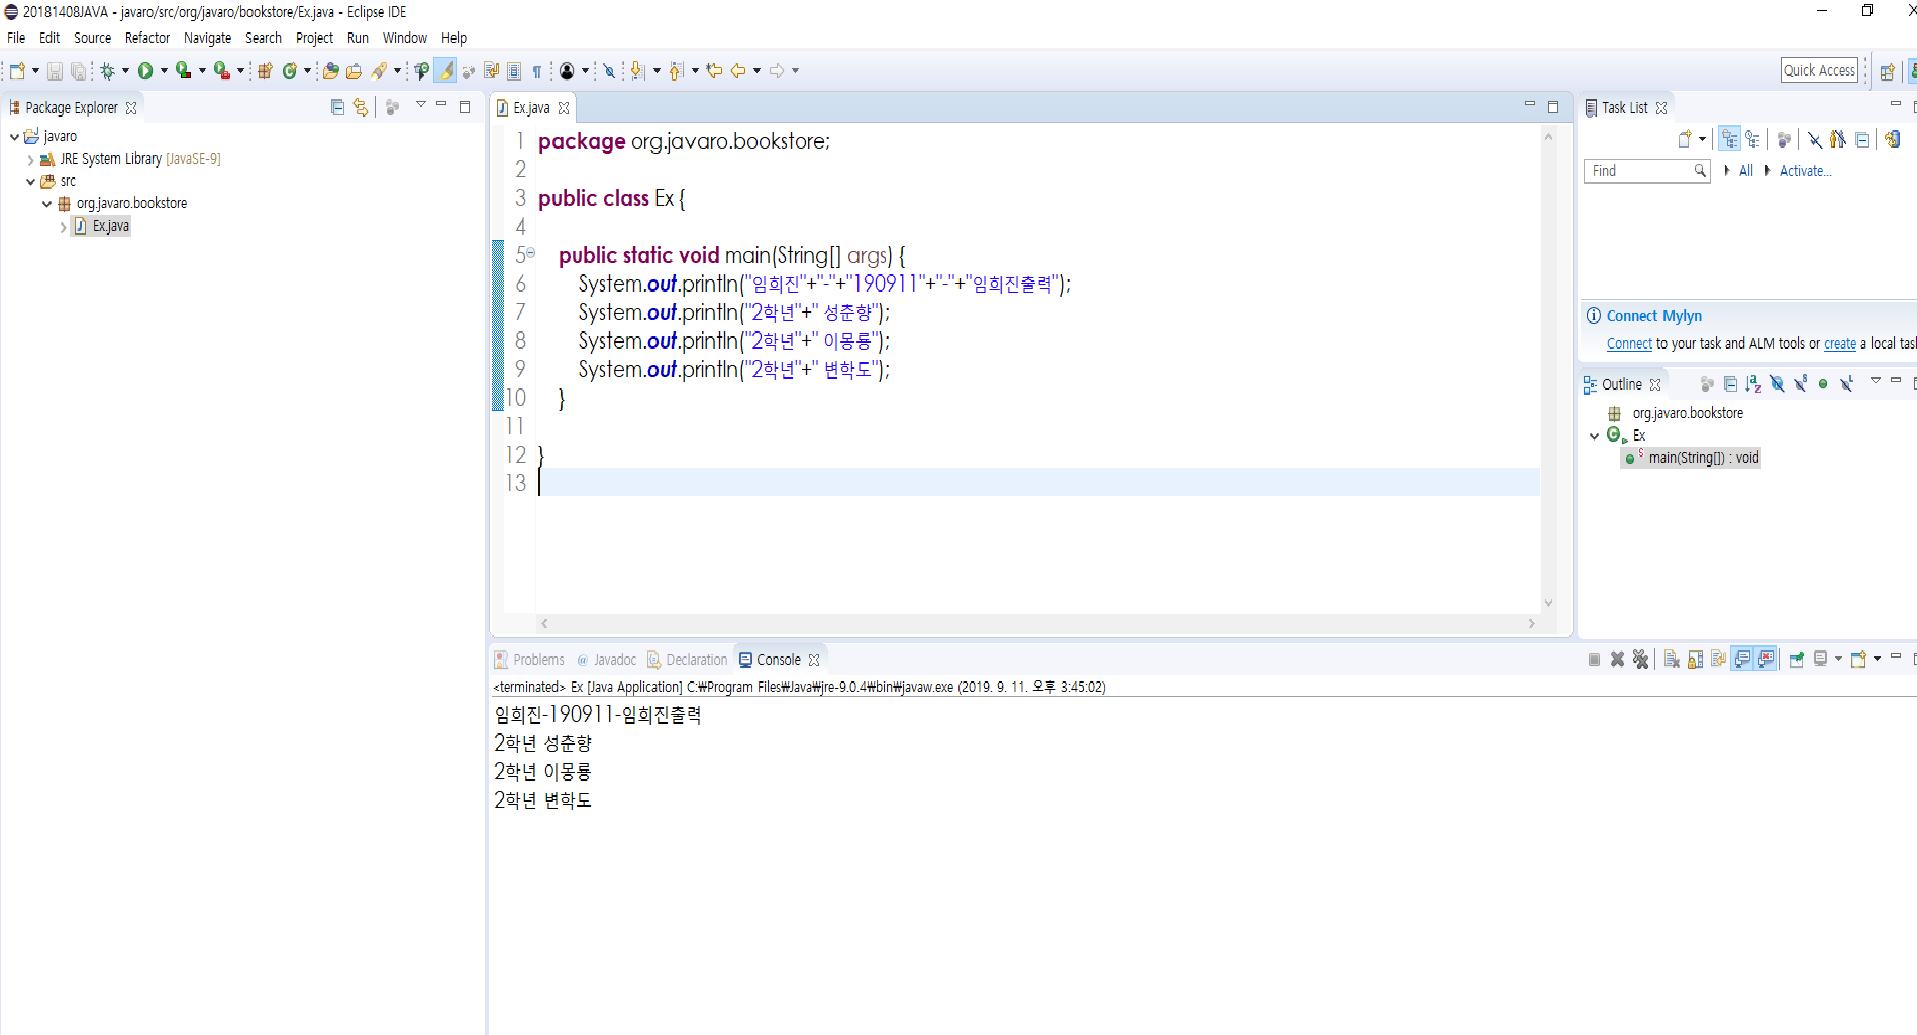 20181408JAVA - javaro/src/org/javaro/bookstore/Ex.java - Eclipse IDE
File Edit Source Refactor Navigate Search Project Run Window Help
Quick Access
Package Explorer
javaro
JRE System Library [JavaSE-9]
src
org.javaro.bookstore
Ex.java
Ex.java
1 package org.javaro.bookstore;
2
3 public class Ex {
4
5 public static void main(String[] args) {
6 System.out.println("임희진"+"-"+"190911"+"-"+"임희진출력");
7 System.out.println("2학년"+" 성춘향");
8 System.out.println("2학년"+" 이몽룡");
9 System.out.println("2학년"+" 변학도");
10 }
11
12 }
13
Task List
Find All Activate...
Connect Mylyn
Connect to your task and ALM tools or create a local task
Outline
org.javaro.bookstore
Ex
main(String[]) : void
Problems @ Javadoc Declaration Console
<terminated> Ex [Java Application] C:₩Program Files₩Java₩jre-9.0.4₩bin₩javaw.exe (2019. 9. 11. 오후 3:45:02)
임희진-190911-임희진출력
2학년 성춘향
2학년 이몽룡
2학년 변학도